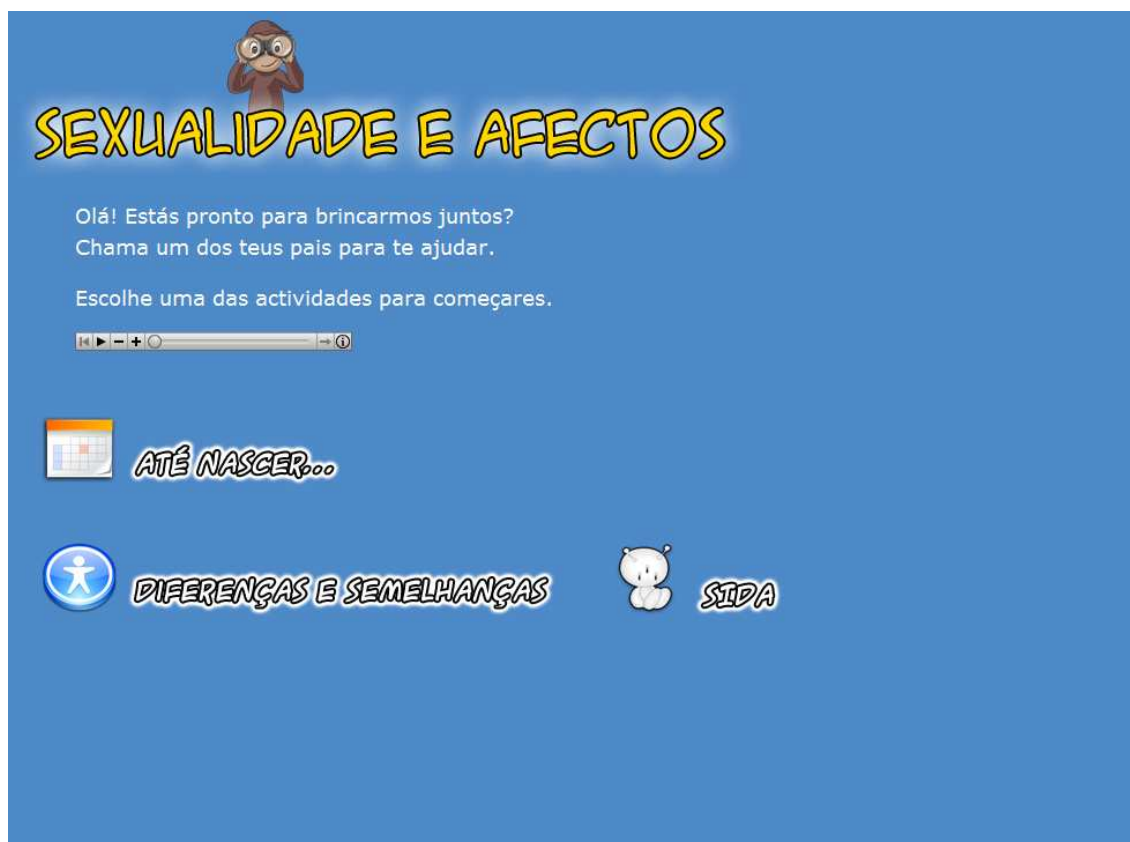 SEXUALIDADE E AFECTOS
Olá! Estás pronto para brincarmos juntos?
Chama um dos teus pais para te ajudar.
Escolhe uma das actividades para começares.
ATÉ NASCER...
DIFERENÇAS E SEMELHANÇAS
SIDA